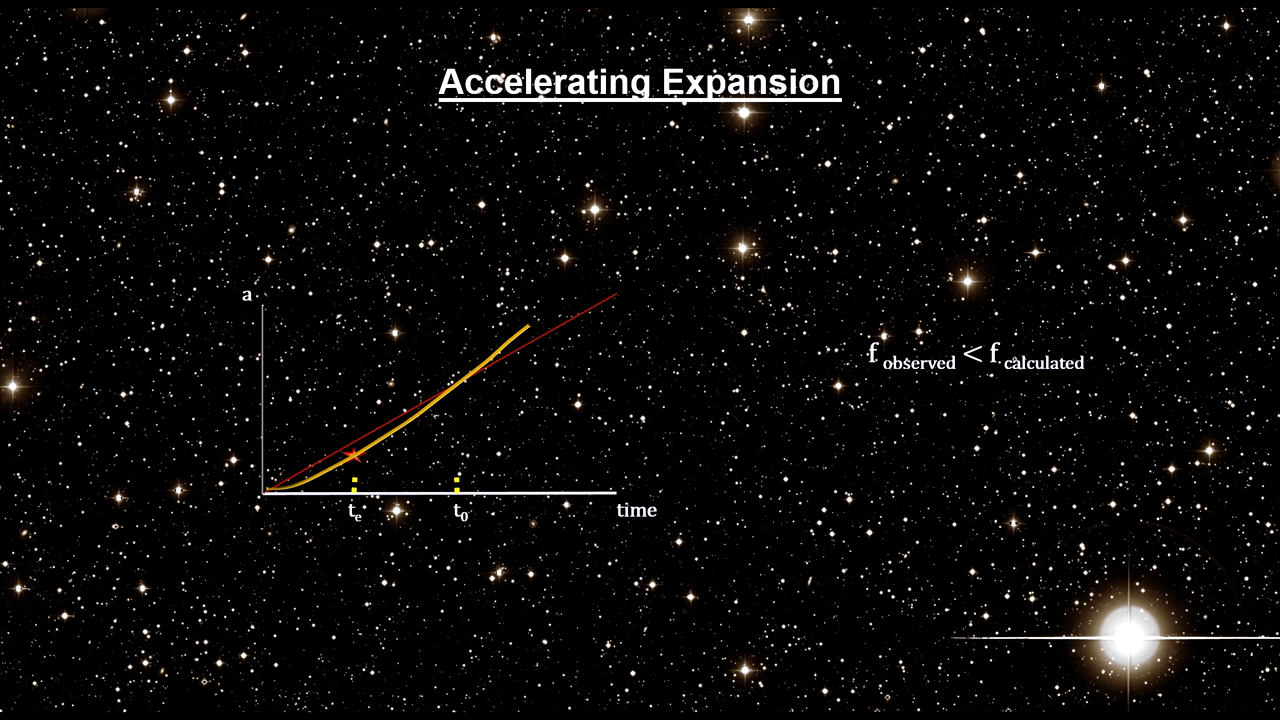 Accelerating Expansion
a
f observed < f calculated
te t0 time